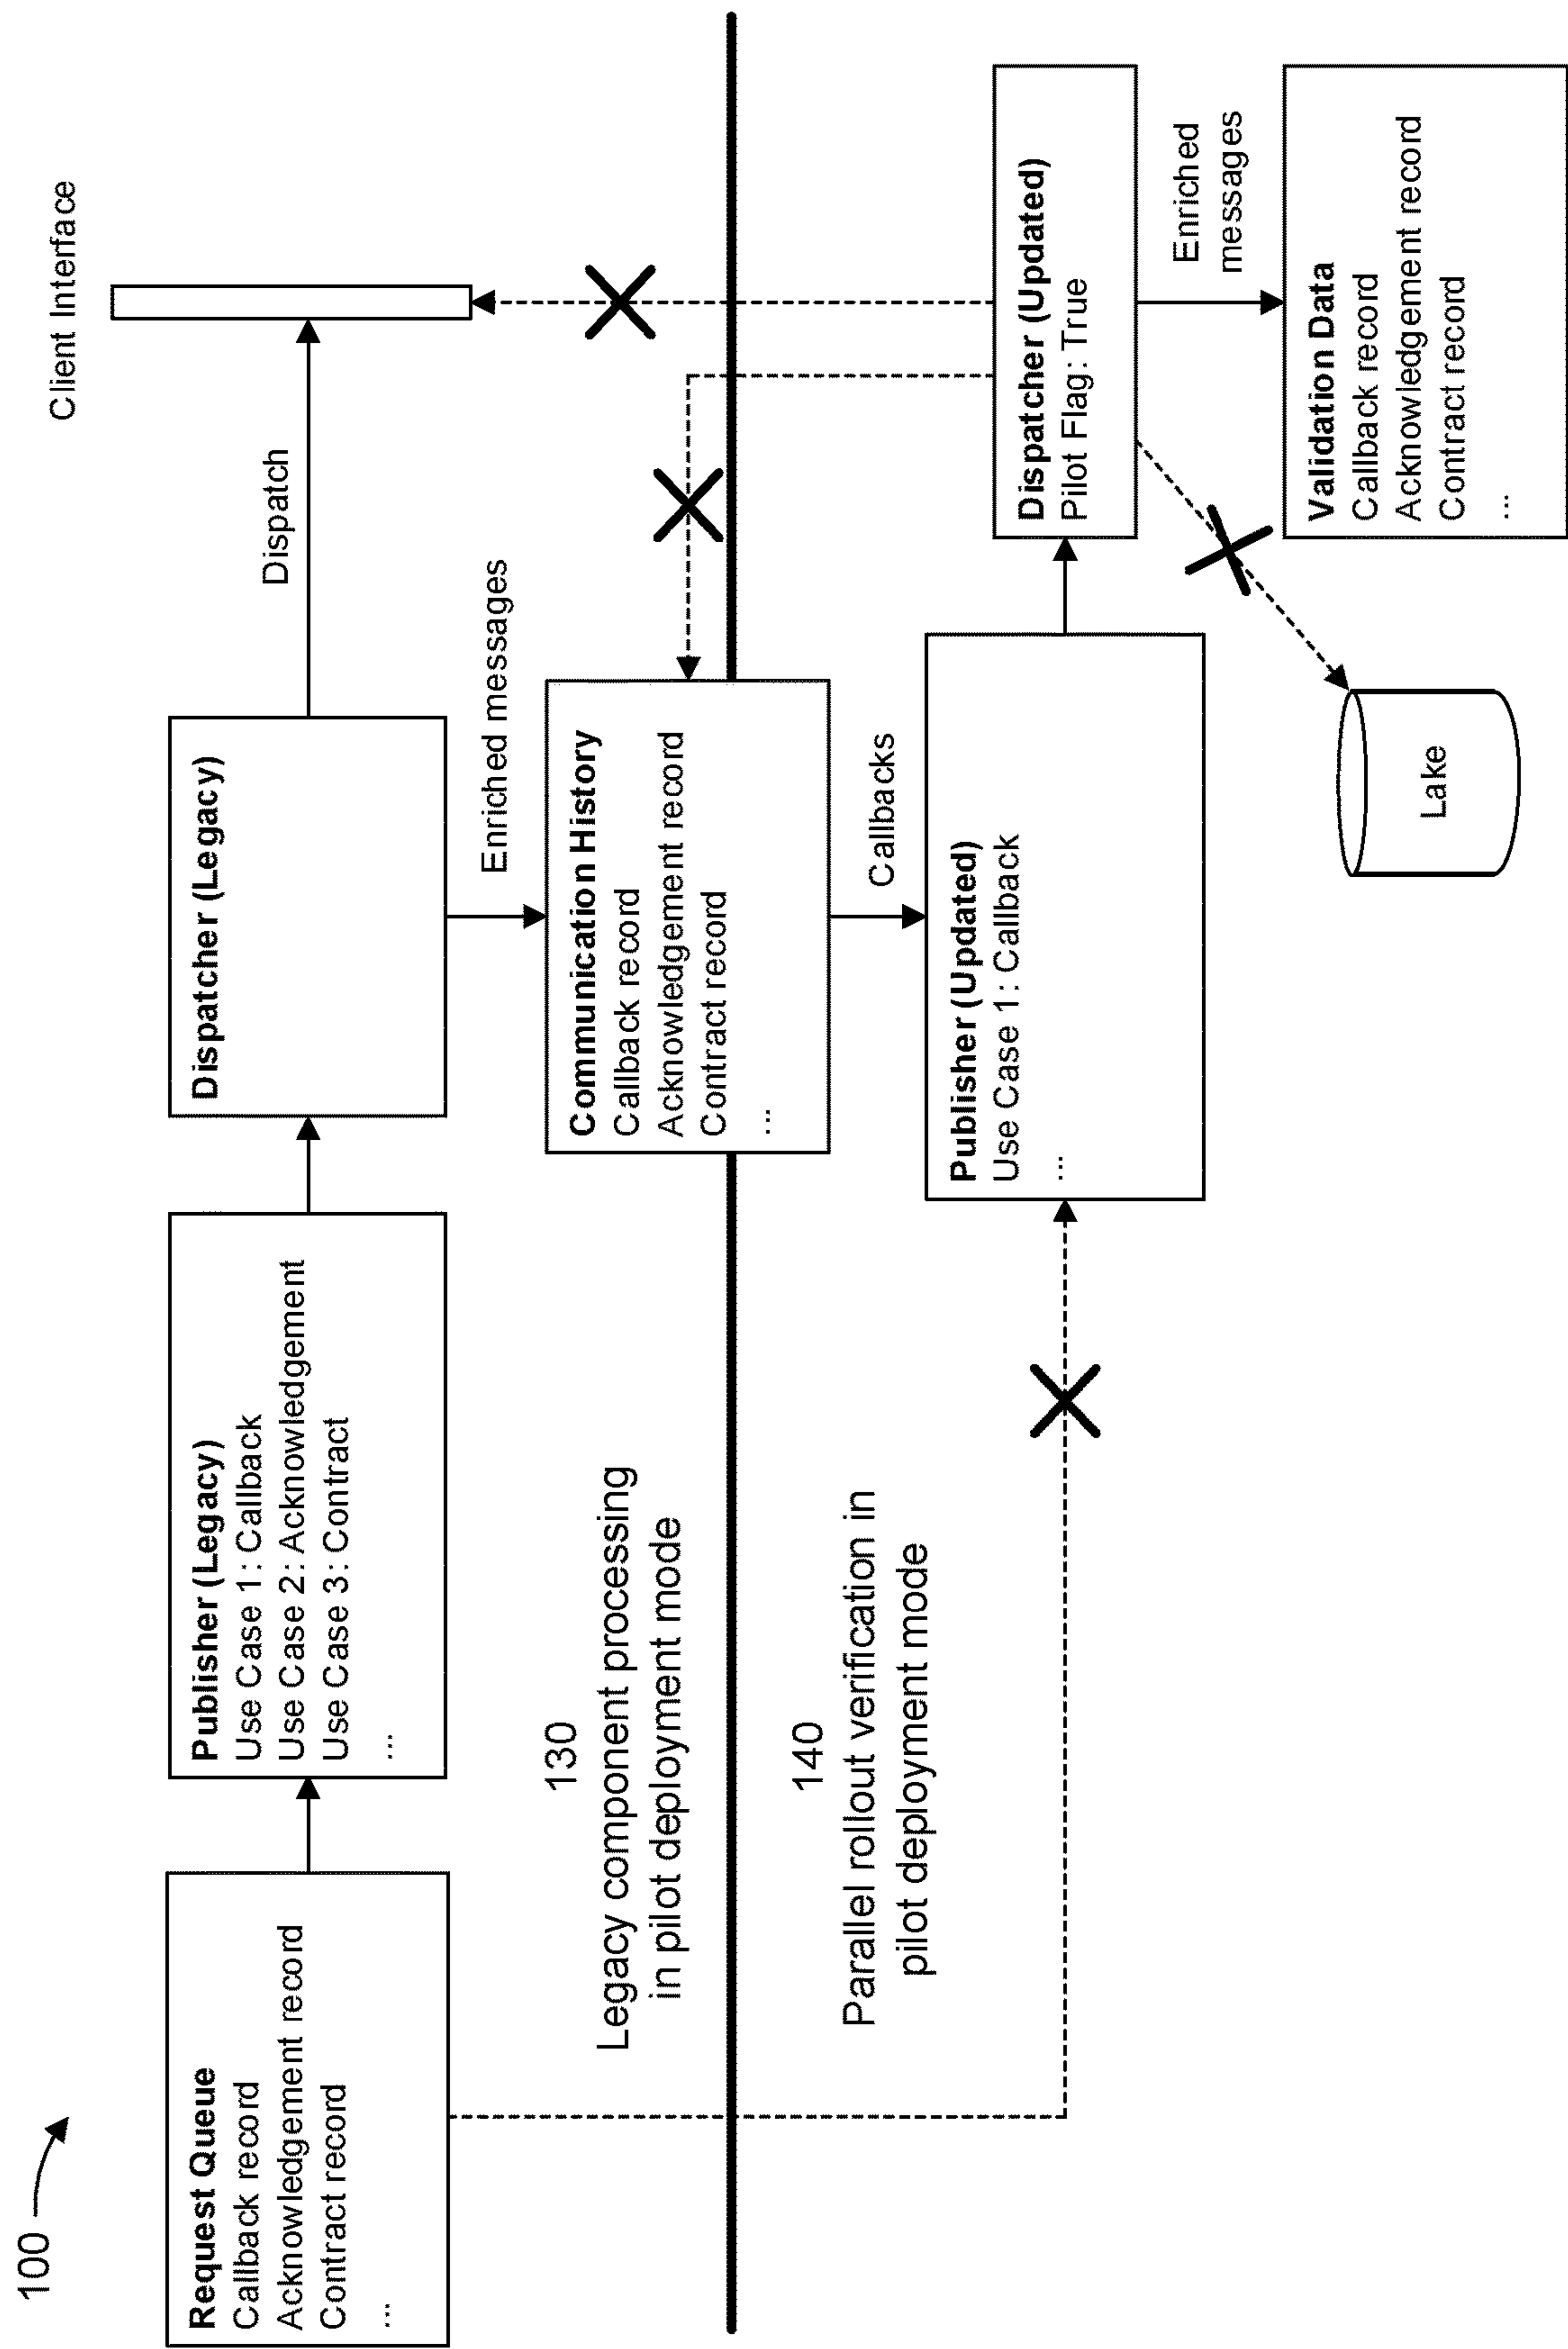 100
Client Interface
Request Queue
Callback record
Acknowledgement record
Contract record
...
Publisher (Legacy)
Use Case 1: Callback
Use Case 2: Acknowledgement
Use Case 3: Contract
...
Dispatcher (Legacy)
Dispatch
Enriched messages
130
Legacy component processing
in pilot deployment mode
Communication History
Callback record
Acknowledgement record
Contract record
...
140
Parallel rollout verification in
pilot deployment mode
Callbacks
Publisher (Updated)
Use Case 1: Callback
...
Dispatcher (Updated)
Pilot Flag: True
Enriched
messages
Validation Data
Callback record
Acknowledgement record
Contract record
...
Lake